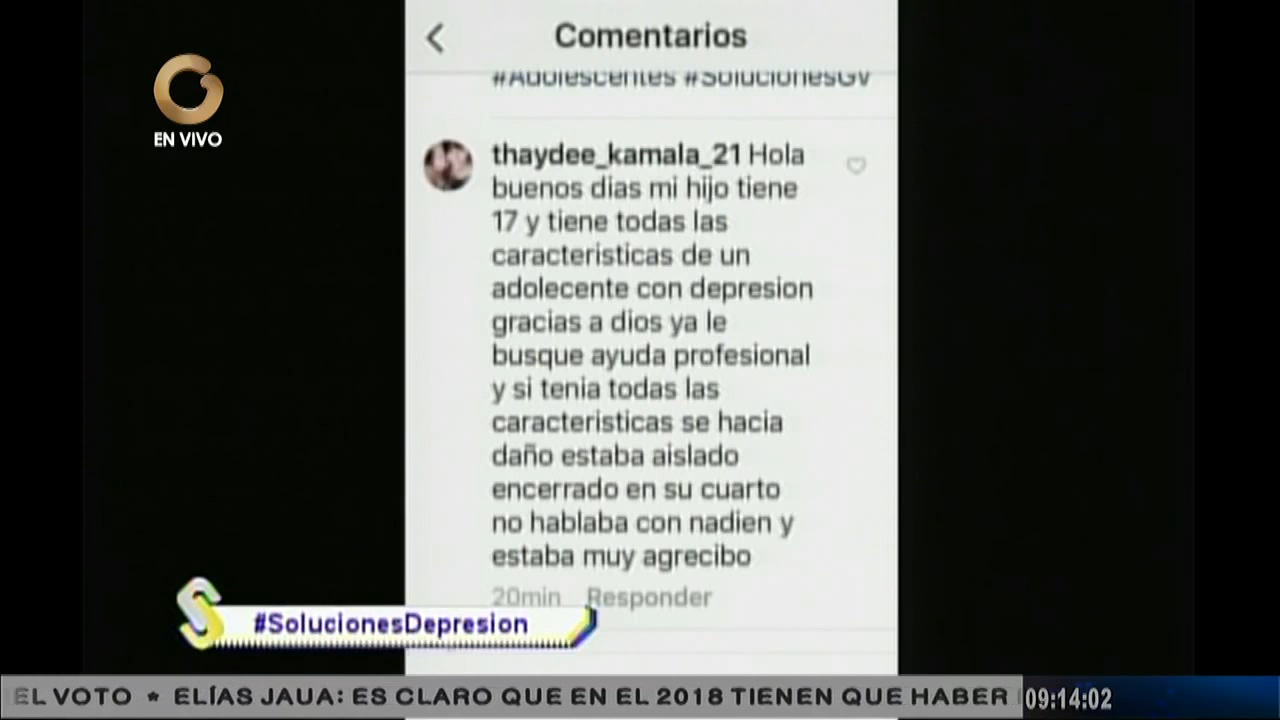 Comentarios
#Adolescentes #SolucionesGV
EN VIVO
thaydee_kamala_21 Hola
buenos dias mi hijo tiene
17 y tiene todas las
caracteristicas de un
adolecente con depresion
gracias a dios ya le
busque ayuda profesional
y si tenia todas las
caracteristicas se hacia
daño estaba aislado
encerrado en su cuarto
no hablaba con nadien y
estaba muy agrecibo
20min Responder
#SolucionesDepresion
EL VOTO * ELÍAS JAUA: ES CLARO QUE EN EL 2018 TIENEN QUE HABER
09:14:02